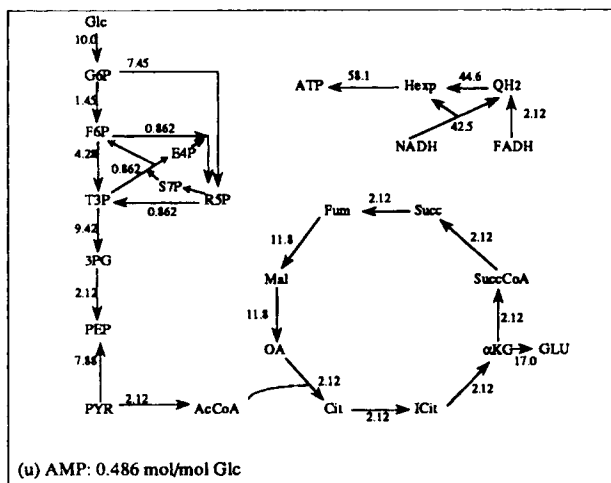 Glc
10.0
G6P 7.45
1.45
F6P 0.862
E4P
4.28 0.862
S7P
T3P 0.862 R5P
9.42
3PG
2.12
PEP
7.88
PYR 2.12 AcCoA
ATP 58.1 Hexp 44.6 QH2
42.5 2.12
NADH FADH
Fum 2.12 Succ
11.8 2.12
Mal SuccCoA
11.8 2.12
OA αKG GLU
17.0
2.12 2.12
Cit 2.12 ICit
(u) AMP: 0.486 mol/mol Glc